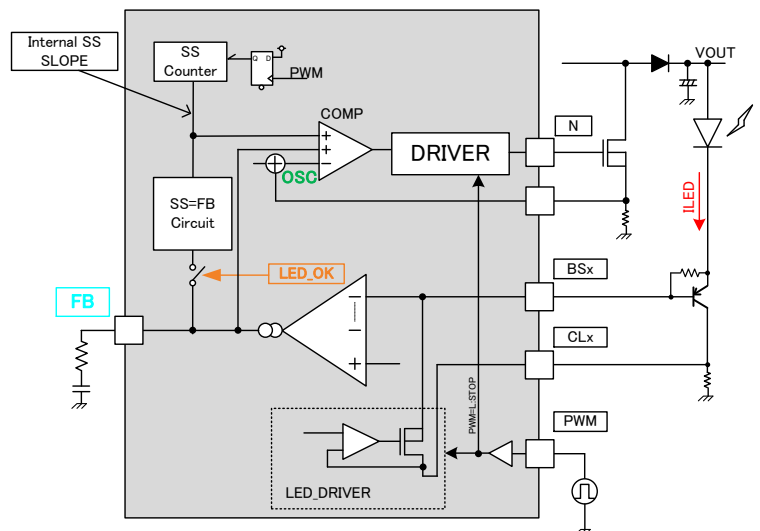 Internal SS
SLOPE
SS
Counter
Q
D
PWM
VOUT
COMP
N
DRIVER
OSC
SS=FB
Circuit
ILED
LED_OK
BSx
FB
CLx
PWM=L:STOP
PWM
LED_DRIVER